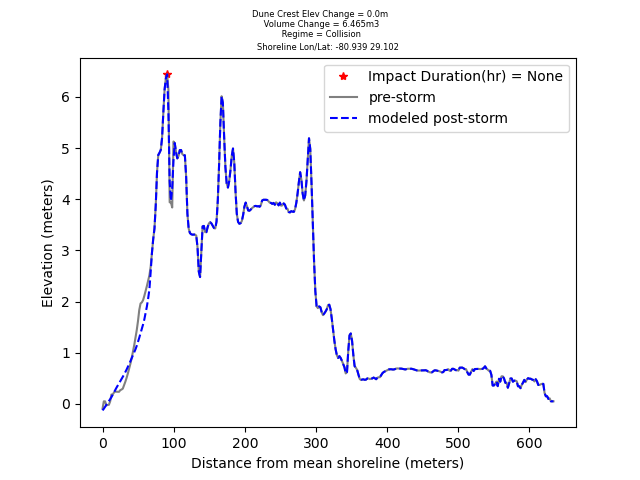 Dune Crest Elev Change = 0.0m
Volume Change = 6.465m3
Regime = Collision
Shoreline Lon/Lat: -80.939 29.102
Impact Duration(hr) = None
pre-storm
modeled post-storm
Elevation (meters)
6
5
4
3
2
1
0
0 100 200 300 400 500 600
Distance from mean shoreline (meters)